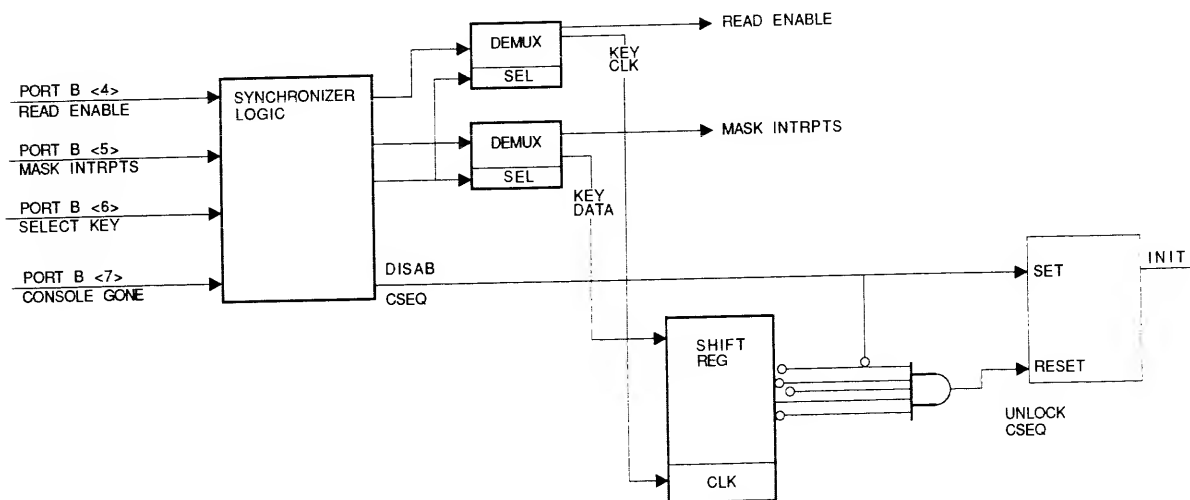 READ ENABLE
DEMUX
KEY
CLK
SEL
PORT B <4>
READ ENABLE
SYNCHRONIZER
LOGIC
MASK INTRPTS
DEMUX
SEL
PORT B <5>
MASK INTRPTS
KEY
DATA
PORT B <6>
SELECT KEY
PORT B <7>
CONSOLE GONE
DISAB
CSEQ
SET
INIT
SHIFT
REG
RESET
UNLOCK
CSEQ
CLK